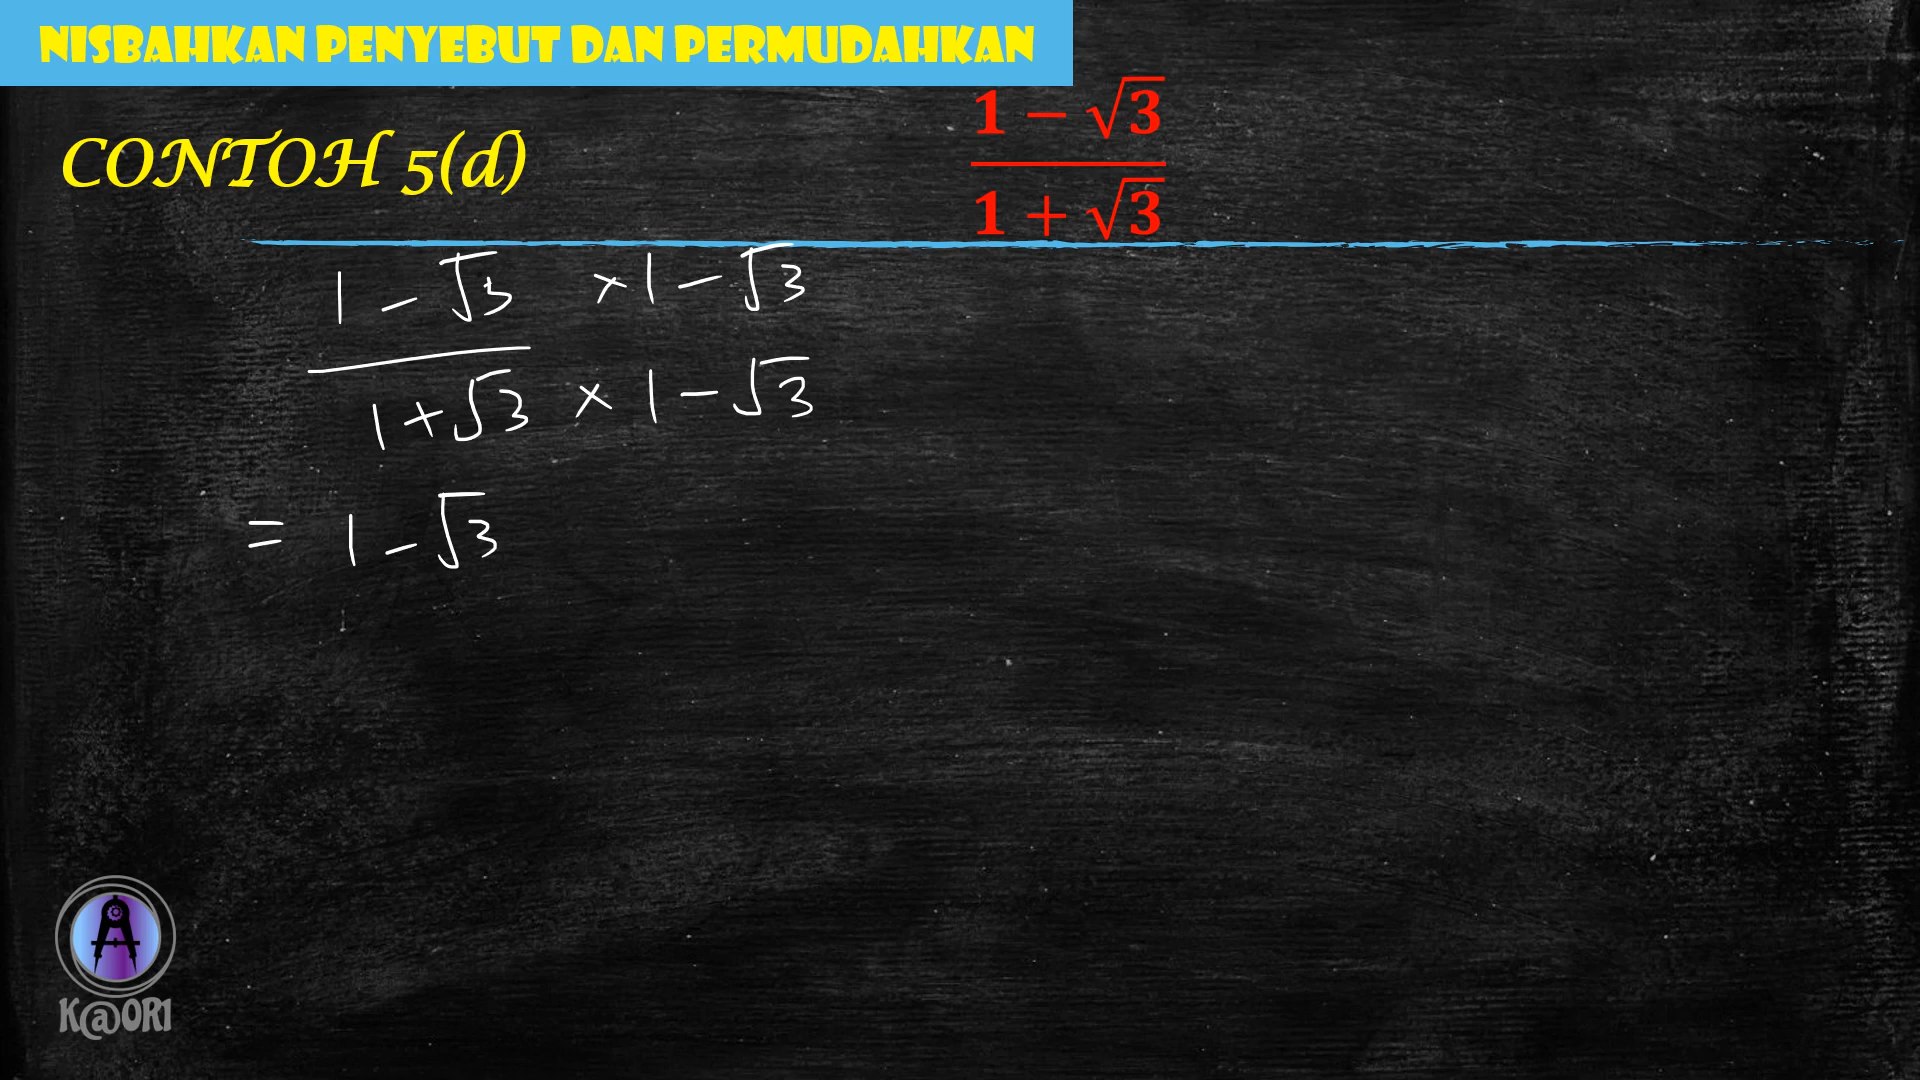 NISBAHKAN PENYEBUT DAN PERMUDAHKAN
CONTOH 5(d)
1 − √3
1 + √3
1 − √3 × 1 − √3
1 + √3 × 1 − √3
= 1 − √3
K@ORI